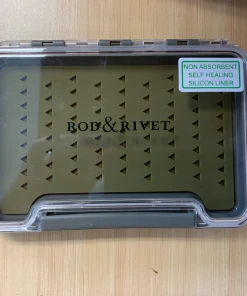 NON ABSORBENT
SELF HEALING
SILICON LINER
ROD & RIVET